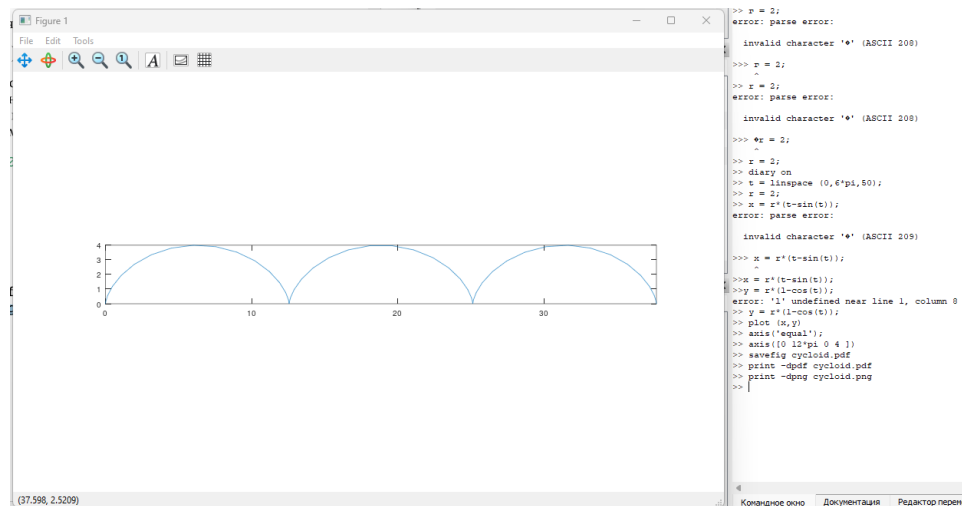 Figure 1
File Edit Tools
A
4
3
2
1
0
0 10 20 30
(37.598, 2.5209)
>> r = 2;
error: parse error:
invalid character '�' (ASCII 208)
>>> р = 2;
^
>> r = 2;
error: parse error:
invalid character '�' (ASCII 208)
>>> �r = 2;
^
>> r = 2;
>> diary on
>> t = linspace (0,6*pi,50);
>> r = 2;
>> x = r*(t-sin(t));
error: parse error:
invalid character '�' (ASCII 209)
>>> x = r*(t-sin(t));
^
>>x = r*(t-sin(t));
>>y = r*(l-cos(t));
error: 'l' undefined near line 1, column 8
>> y = r*(1-cos(t));
>> plot (x,y)
>> axis('equal');
>> axis([0 12*pi 0 4 ])
>> savefig cycloid.pdf
>> print -dpdf cycloid.pdf
>> print -dpng cycloid.png
>>
Командное окно Документация Редактор